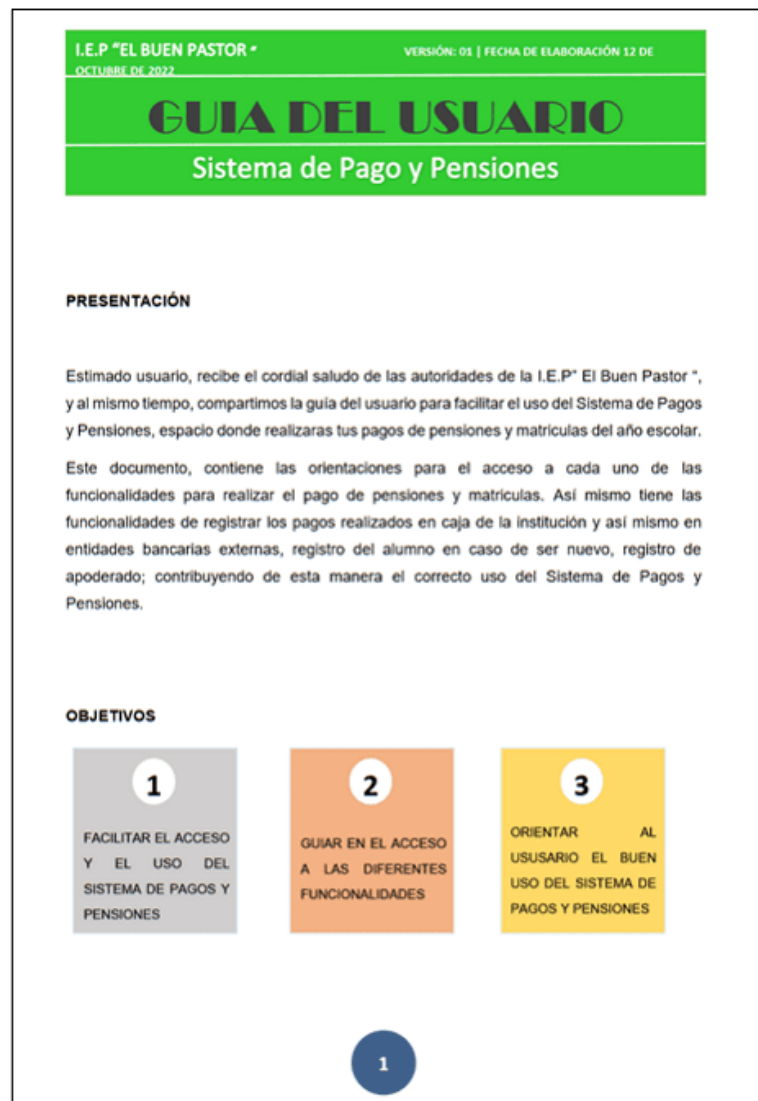 I.E.P "EL BUEN PASTOR "
VERSIÓN: 01 | FECHA DE ELABORACIÓN 12 DE
OCTUBRE DE 2022
GUIA DEL USUARIO
Sistema de Pago y Pensiones
PRESENTACIÓN
Estimado usuario, recibe el cordial saludo de las autoridades de la I.E.P" El Buen Pastor ",
y al mismo tiempo, compartimos la guía del usuario para facilitar el uso del Sistema de Pagos
y Pensiones, espacio donde realizaras tus pagos de pensiones y matriculas del año escolar.
Este documento, contiene las orientaciones para el acceso a cada uno de las
funcionalidades para realizar el pago de pensiones y matriculas. Así mismo tiene las
funcionalidades de registrar los pagos realizados en caja de la institución y así mismo en
entidades bancarias externas, registro del alumno en caso de ser nuevo, registro de
apoderado; contribuyendo de esta manera el correcto uso del Sistema de Pagos y
Pensiones.
OBJETIVOS
1
FACILITAR EL ACCESO
Y EL USO DEL
SISTEMA DE PAGOS Y
PENSIONES
2
GUIAR EN EL ACCESO
A LAS DIFERENTES
FUNCIONALIDADES
3
ORIENTAR AL
USUSARIO EL BUEN
USO DEL SISTEMA DE
PAGOS Y PENSIONES
1